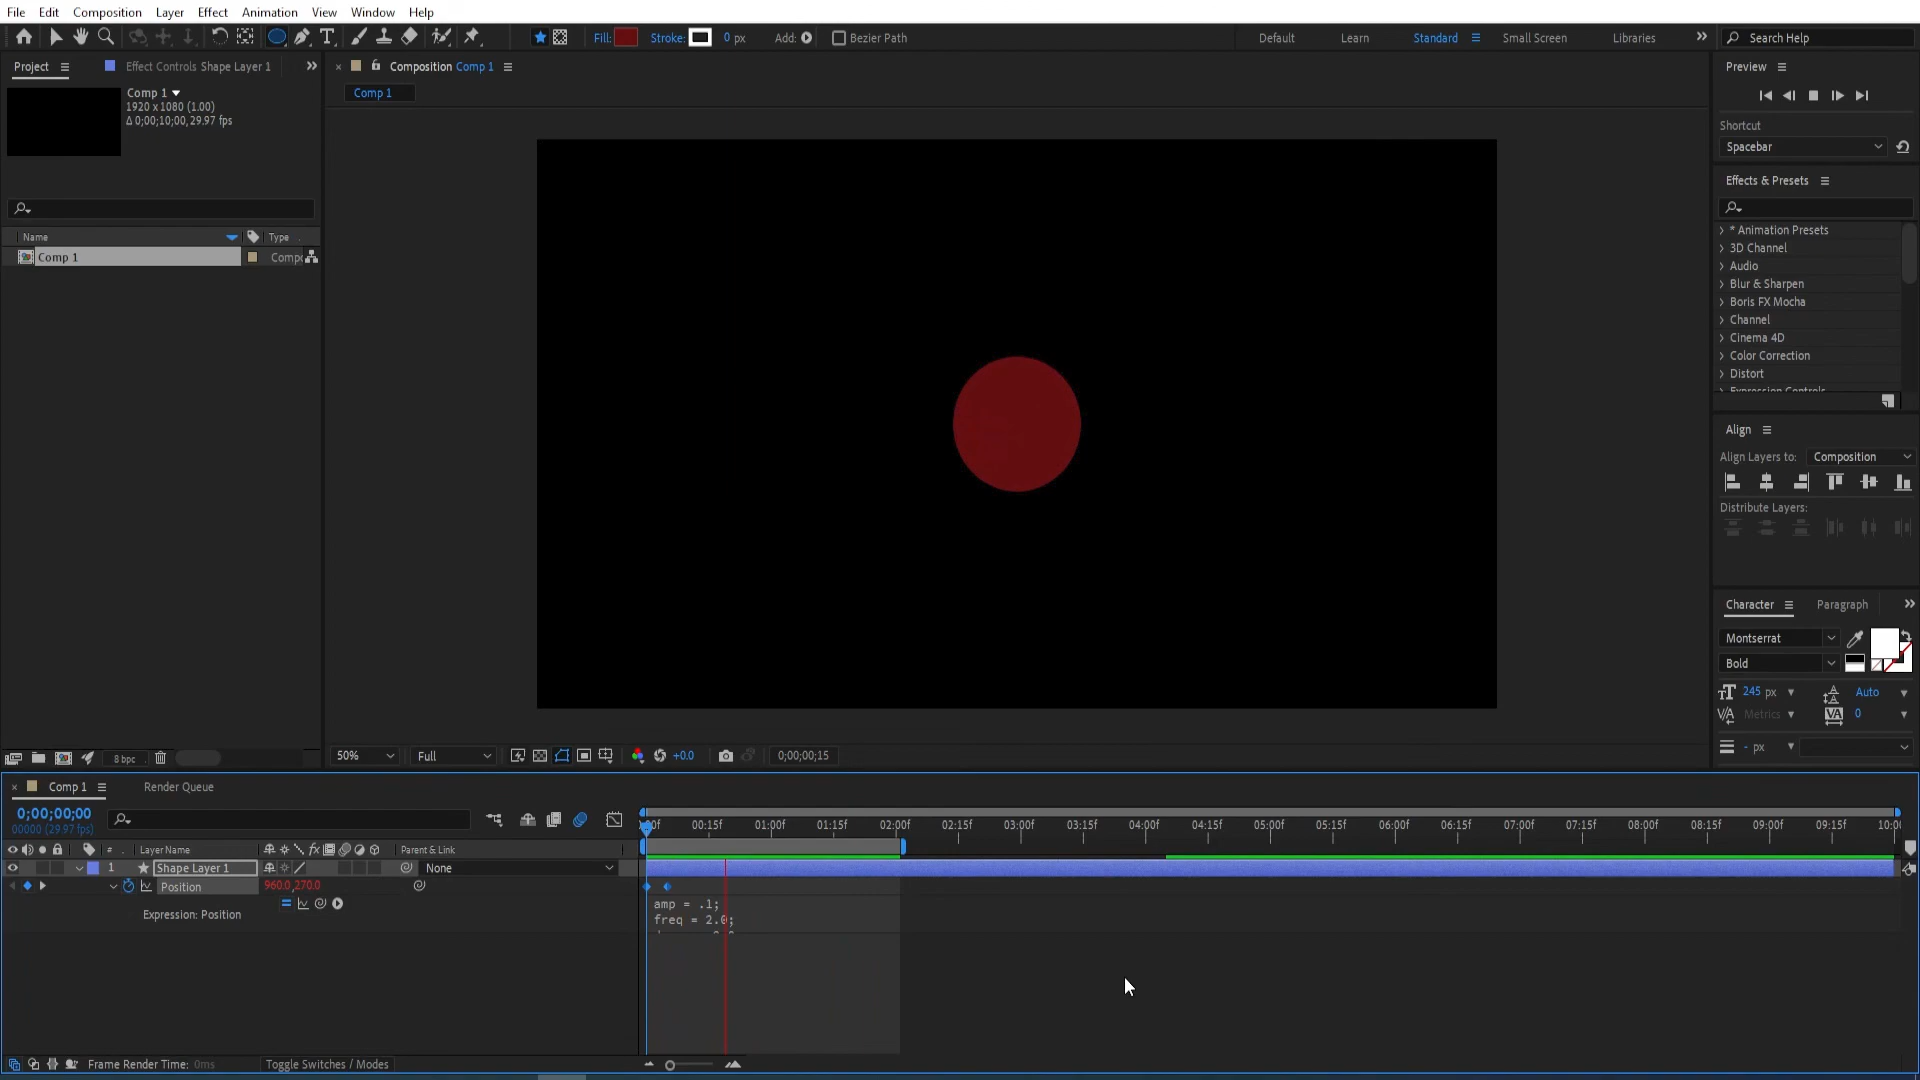 File Edit Composition Layer Effect Animation View Window Help
Fill: Stroke: 0 px Add: Bezier Path Default Learn Standard Small Screen Libraries Search Help
Project Effect Controls Shape Layer 1
Composition Comp 1
Comp 1
1920 x 1080 (1.00)
Δ 0;00;10;00, 29.97 fps
Comp 1
Name Type
Comp 1
8 bpc
50% Full +0.0 0;00;00;15
Preview
Shortcut
Spacebar
Effects & Presets
* Animation Presets
3D Channel
Audio
Blur & Sharpen
Boris FX Mocha
Channel
Cinema 4D
Color Correction
Distort
Expression Controls
Align
Align Layers to: Composition
Distribute Layers:
Character Paragraph
Montserrat
Bold
245 px Auto
Metrics 0
- px
Comp 1 Render Queue
0;00;00;00
00000 (29.97 fps)
00:15f 01:00f 01:15f 02:00f 02:15f 03:00f 03:15f 04:00f 04:15f 05:00f 05:15f 06:00f 06:15f 07:00f 07:15f 08:00f 08:15f 09:00f 09:15f
# Layer Name Parent & Link
1 Shape Layer 1 None
Position 960.0,270.0
Expression: Position
amp = .1;
freq = 2.0;
Frame Render Time: 0ms Toggle Switches / Modes